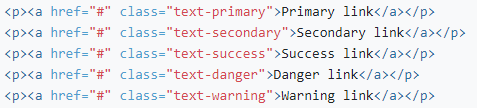 <p><a href="#" class="text-primary">Primary link</a></p>
<p><a href="#" class="text-secondary">Secondary link</a></p>
<p><a href="#" class="text-success">Success link</a></p>
<p><a href="#" class="text-danger">Danger link</a></p>
<p><a href="#" class="text-warning">Warning link</a></p>